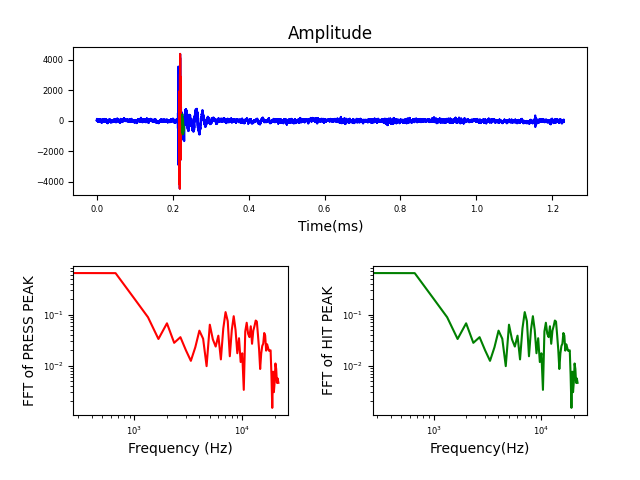 Amplitude
4000
2000
0
−2000
−4000
0.0 0.2 0.4 0.6 0.8 1.0 1.2
Time(ms)
FFT of PRESS PEAK
10⁻¹
10⁻²
10³ 10⁴
Frequency (Hz)
FFT of HIT PEAK
10⁻¹
10⁻²
10³ 10⁴
Frequency(Hz)